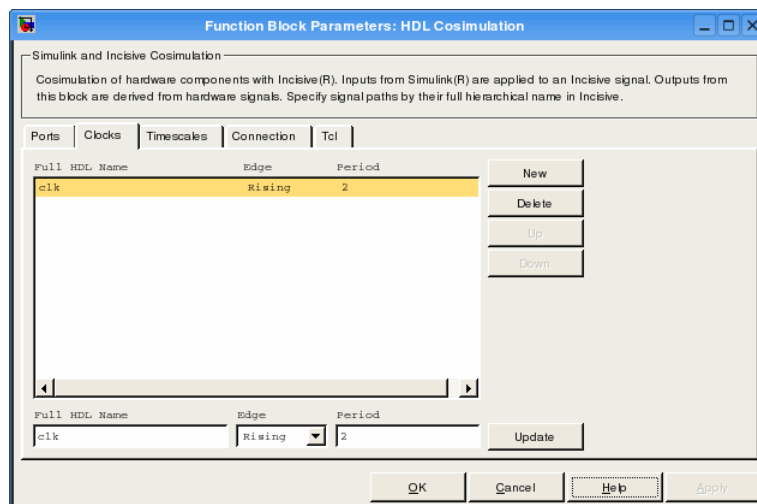 Function Block Parameters: HDL Cosimulation
Simulink and Incisive Cosimulation
Cosimulation of hardware components with Incisive(R). Inputs from Simulink(R) are applied to an Incisive signal. Outputs from
this block are derived from hardware signals. Specify signal paths by their full hierarchical name in Incisive.
Ports Clocks Timescales Connection Tcl
Full HDL Name Edge Period
clk Rising 2
New
Delete
Up
Down
Full HDL Name Edge Period
clk Rising 2 Update
OK Cancel Help Apply